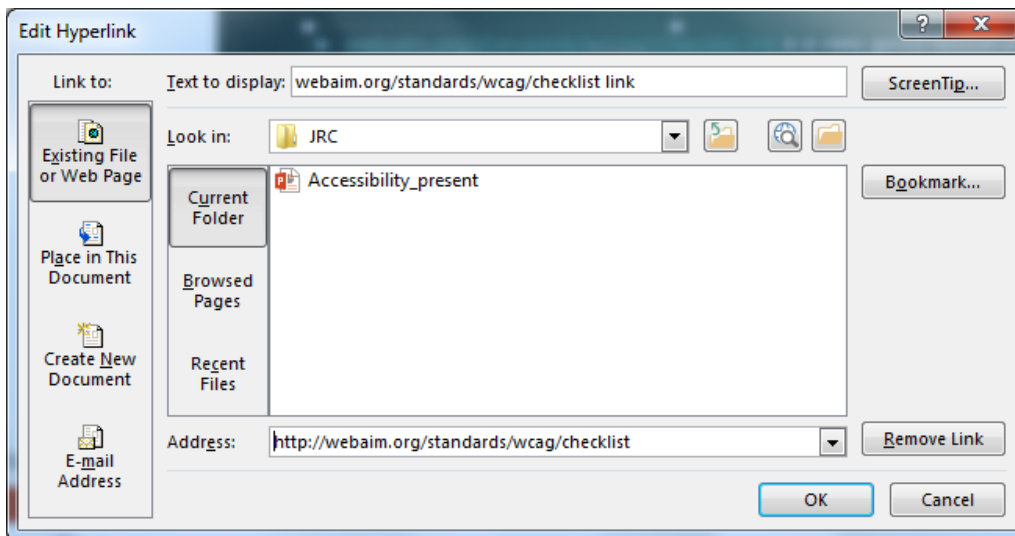 Edit Hyperlink
?
X
Link to:
Text to display:
webaim.org/standards/wcag/checklist link
ScreenTip...
Existing File
or Web Page
Look in:
JRC
Current
Folder
Accessibility_present
Bookmark...
Place in This
Document
Browsed
Pages
Create New
Document
Recent
Files
E-mail
Address
Address:
http://webaim.org/standards/wcag/checklist
Remove Link
OK
Cancel